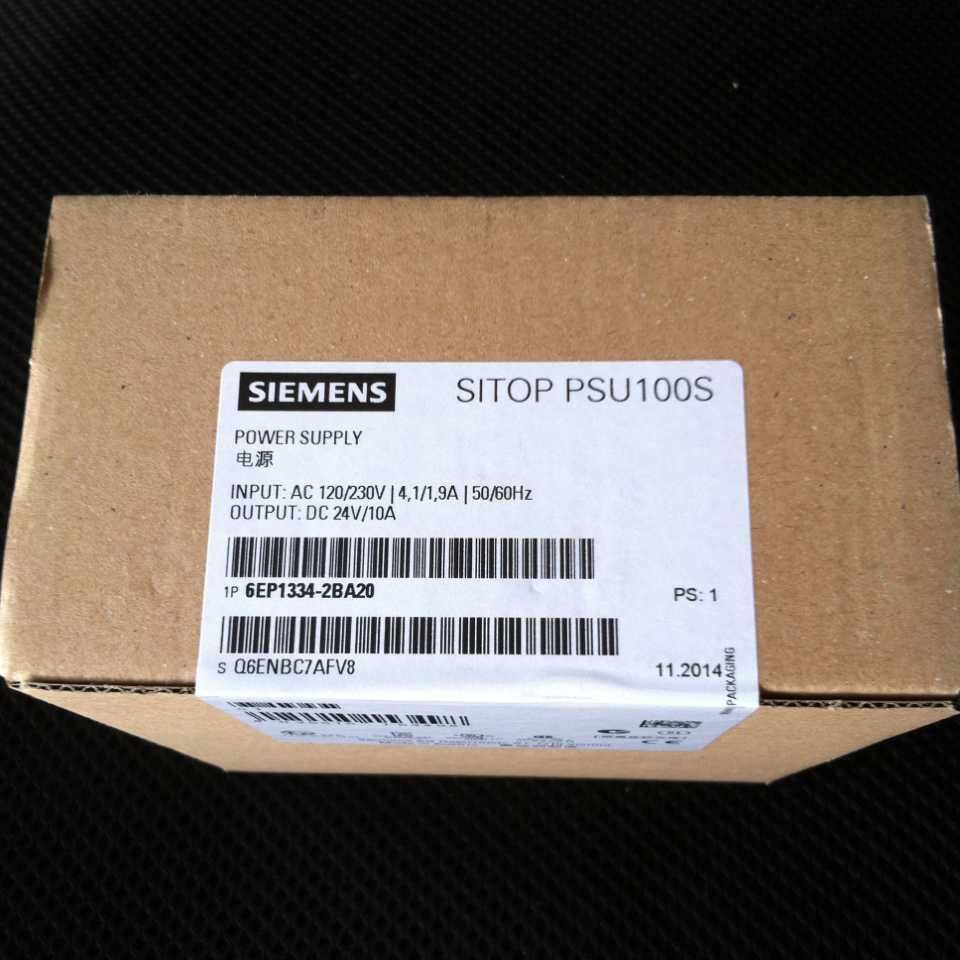 SIEMENS SITOP PSU100S
POWER SUPPLY
电源
INPUT: AC 120/230V | 4,1/1,9A | 50/60Hz
OUTPUT: DC 24V/10A
1P 6EP1334-2BA20 PS: 1
S Q6ENBC7AFV8 11.2014
PACKAGING
CE